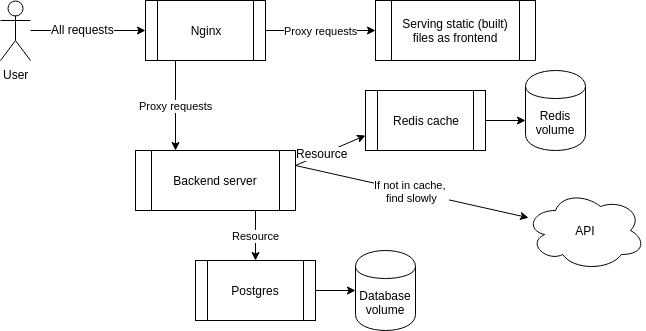 User
All requests
Nginx
Proxy requests
Serving static (built)
files as frontend
Proxy requests
Redis cache
Redis
volume
Backend server
Resource
If not in cache,
find slowly
API
Resource
Postgres
Database
volume